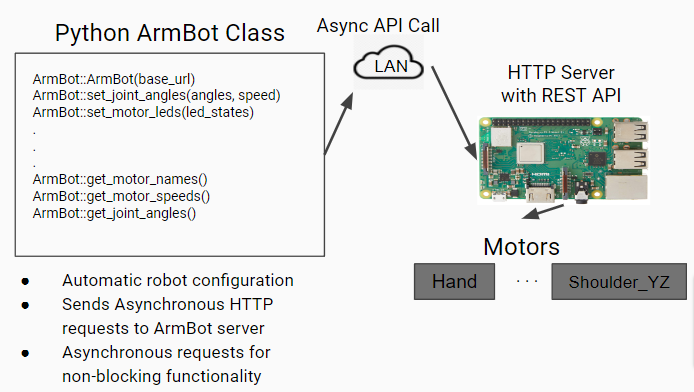 Python ArmBot Class
ArmBot::ArmBot(base_url)
ArmBot::set_joint_angles(angles, speed)
ArmBot::set_motor_leds(led_states)
.
.
.
ArmBot::get_motor_names()
ArmBot::get_motor_speeds()
ArmBot::get_joint_angles()
● Automatic robot configuration
● Sends Asynchronous HTTP
requests to ArmBot server
● Asynchronous requests for
non-blocking functionality
Async API Call
LAN
HTTP Server
with REST API
HDMI
Motors
Hand
. . .
Shoulder_YZ